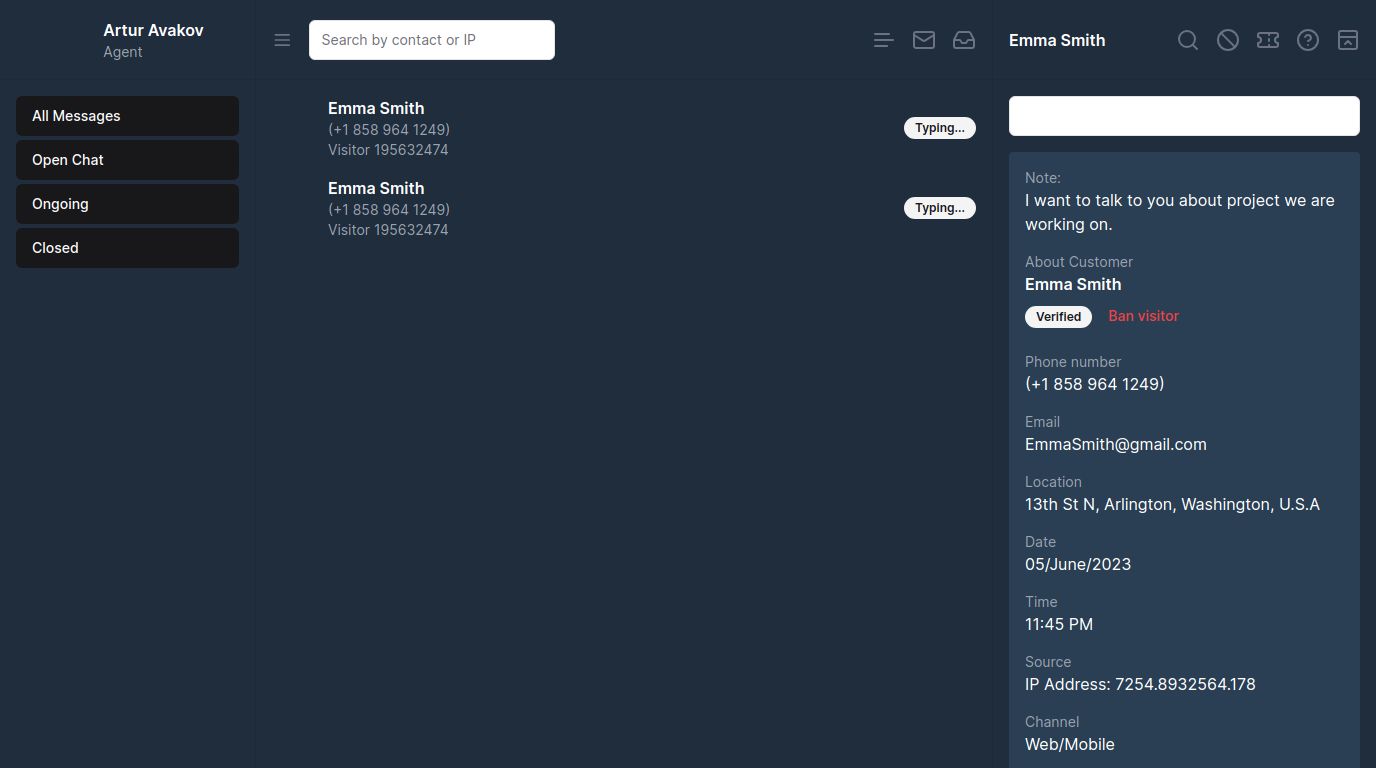 Artur Avakov
Agent
All Messages
Open Chat
Ongoing
Closed
Search by contact or IP
Emma Smith
(+1 858 964 1249)
Visitor 195632474
Typing...
Emma Smith
(+1 858 964 1249)
Visitor 195632474
Typing...
Emma Smith
Note:
I want to talk to you about project we are
working on.
About Customer
Emma Smith
Verified
Ban visitor
Phone number
(+1 858 964 1249)
Email
EmmaSmith@gmail.com
Location
13th St N, Arlington, Washington, U.S.A
Date
05/June/2023
Time
11:45 PM
Source
IP Address: 7254.8932564.178
Channel
Web/Mobile